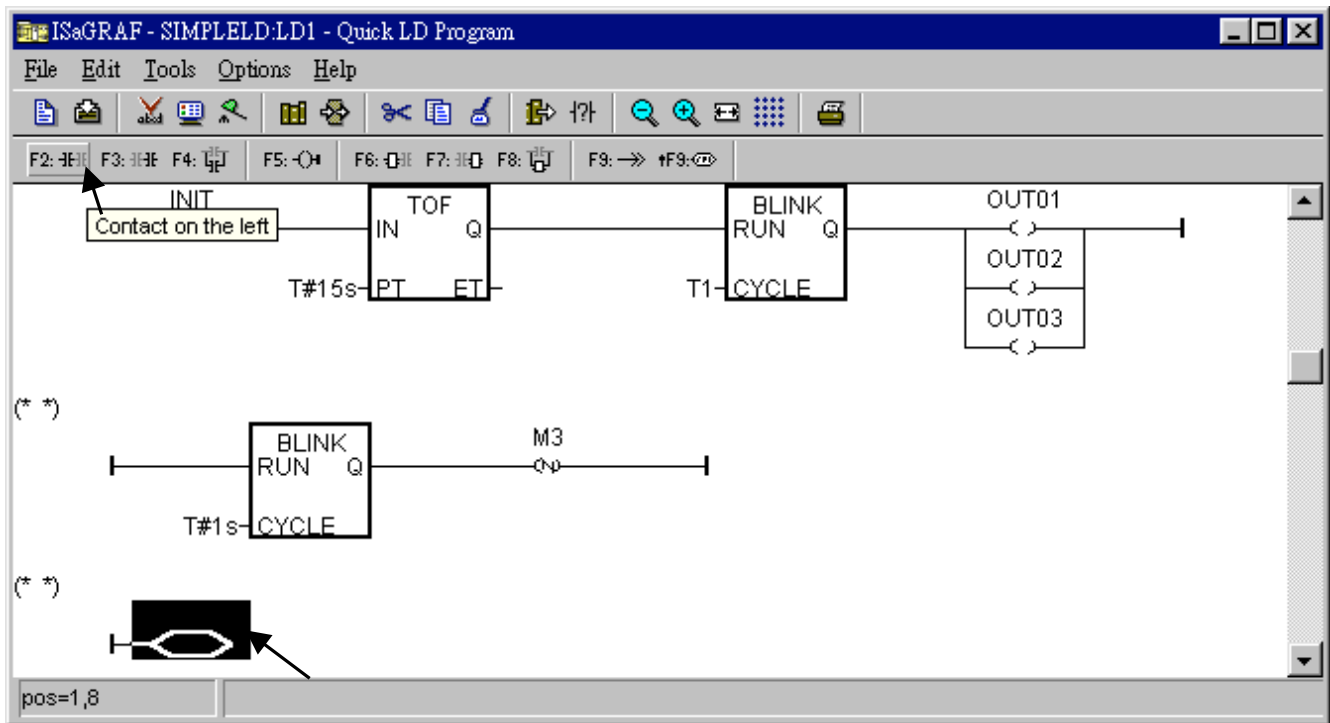 ISaGRAF - SIMPLELD:LD1 - Quick LD Program
File Edit Tools Options Help
abcd
?
F2: F3: F4: F5: F6: F7: F8: F9: F9:
INIT
Contact on the left
TOF
IN Q
T#15s PT ET
BLINK
RUN Q
T1 CYCLE
OUT01
OUT02
OUT03
(* *)
BLINK
RUN Q
T#1s CYCLE
M3
N
(* *)
pos=1,8